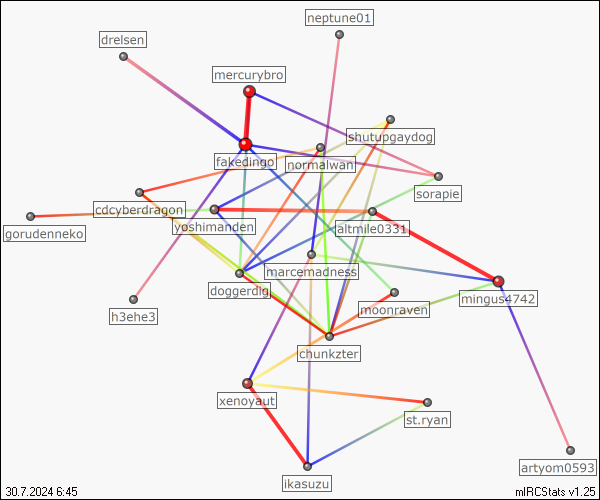 neptune01
drelsen
mercurybro
shutupgaydog
fakedingo
normalwan
sorapie
cdcyberdragon
gorudenneko
yoshimanden
altmile0331
marcemadness
doggerdig
mingus4742
moonraven
h3ehe3
chunkzter
xenoyaut
st.ryan
artyom0593
ikasuzu
30.7.2024 6:45
mIRCStats v1.25